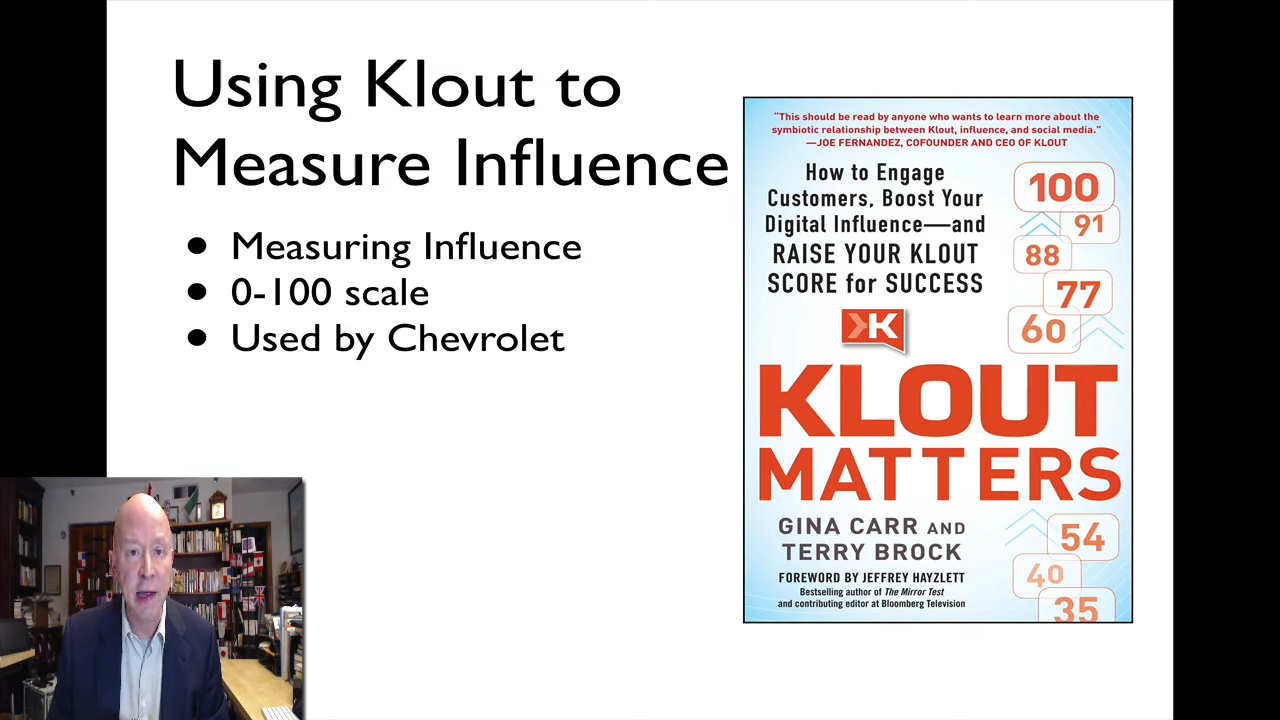 Using Klout to
Measure Influence
● Measuring Influence
● 0-100 scale
● Used by Chevrolet
"This should be read by anyone who wants to learn more about the
symbiotic relationship between Klout, influence, and social media."
—JOE FERNANDEZ, COFOUNDER AND CEO OF KLOUT
How to Engage
Customers, Boost Your
Digital Influence—and
RAISE YOUR KLOUT
SCORE for SUCCESS
100
91
88
77
60
K
KLOUT
MATTERS
GINA CARR AND
TERRY BROCK
FOREWORD BY JEFFREY HAYZLETT
Bestselling author of The Mirror Test
and contributing editor at Bloomberg Television
54
40
35